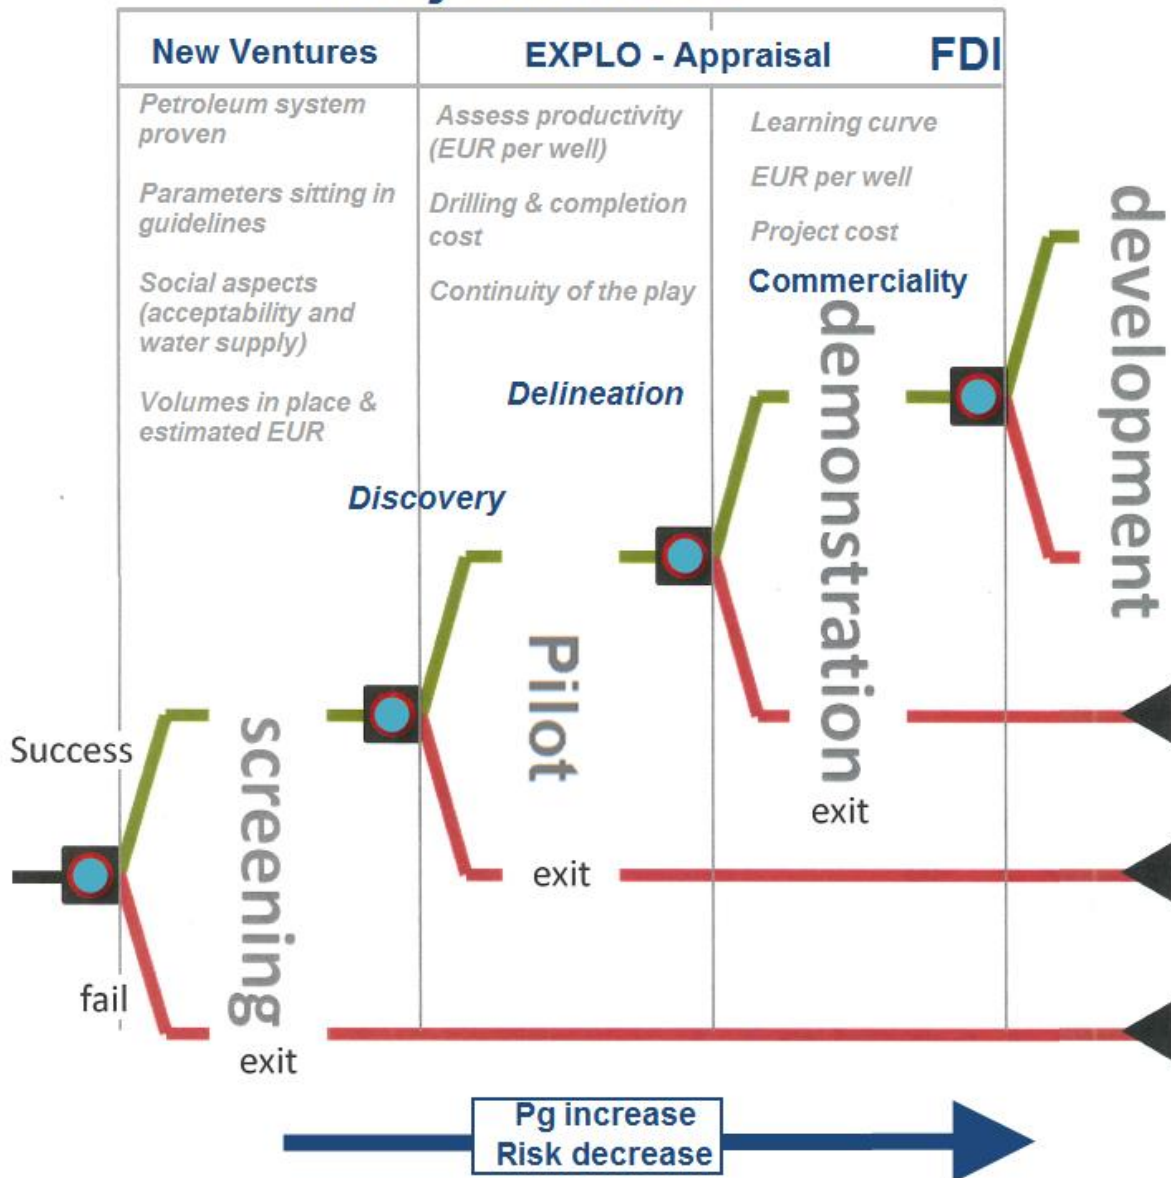 New Ventures
EXPLO - Appraisal
FDI
Petroleum system
proven
Parameters sitting in
guidelines
Social aspects
(acceptability and
water supply)
Volumes in place &
estimated EUR
Assess productivity
(EUR per well)
Drilling & completion
cost
Continuity of the play
Learning curve
EUR per well
Project cost
Commerciality
Delineation
Discovery
development
demonstration
Pilot
screening
Success
fail
exit
exit
exit
Pg increase
Risk decrease